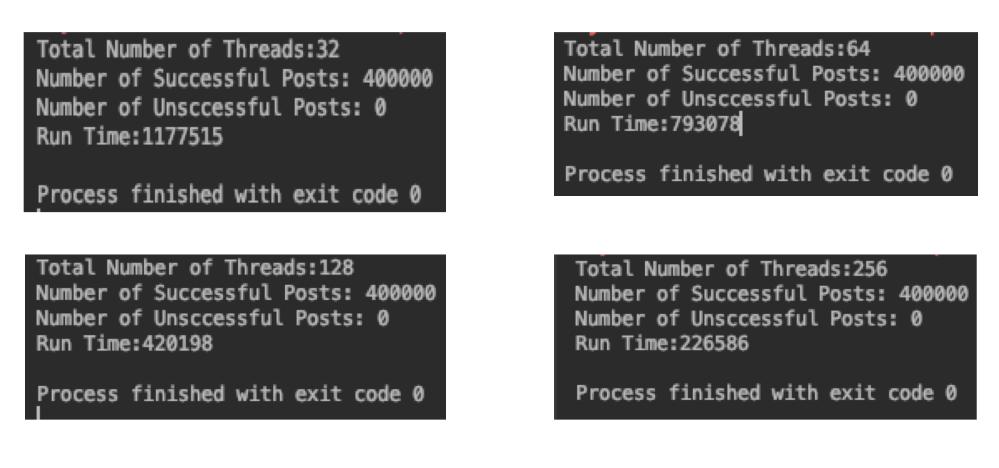 Total Number of Threads:32
Number of Successful Posts: 400000
Number of Unsccessful Posts: 0
Run Time:1177515
Process finished with exit code 0
Total Number of Threads:64
Number of Successful Posts: 400000
Number of Unsccessful Posts: 0
Run Time:793078
Process finished with exit code 0
Total Number of Threads:128
Number of Successful Posts: 400000
Number of Unsccessful Posts: 0
Run Time:420198
Process finished with exit code 0
Total Number of Threads:256
Number of Successful Posts: 400000
Number of Unsccessful Posts: 0
Run Time:226586
Process finished with exit code 0